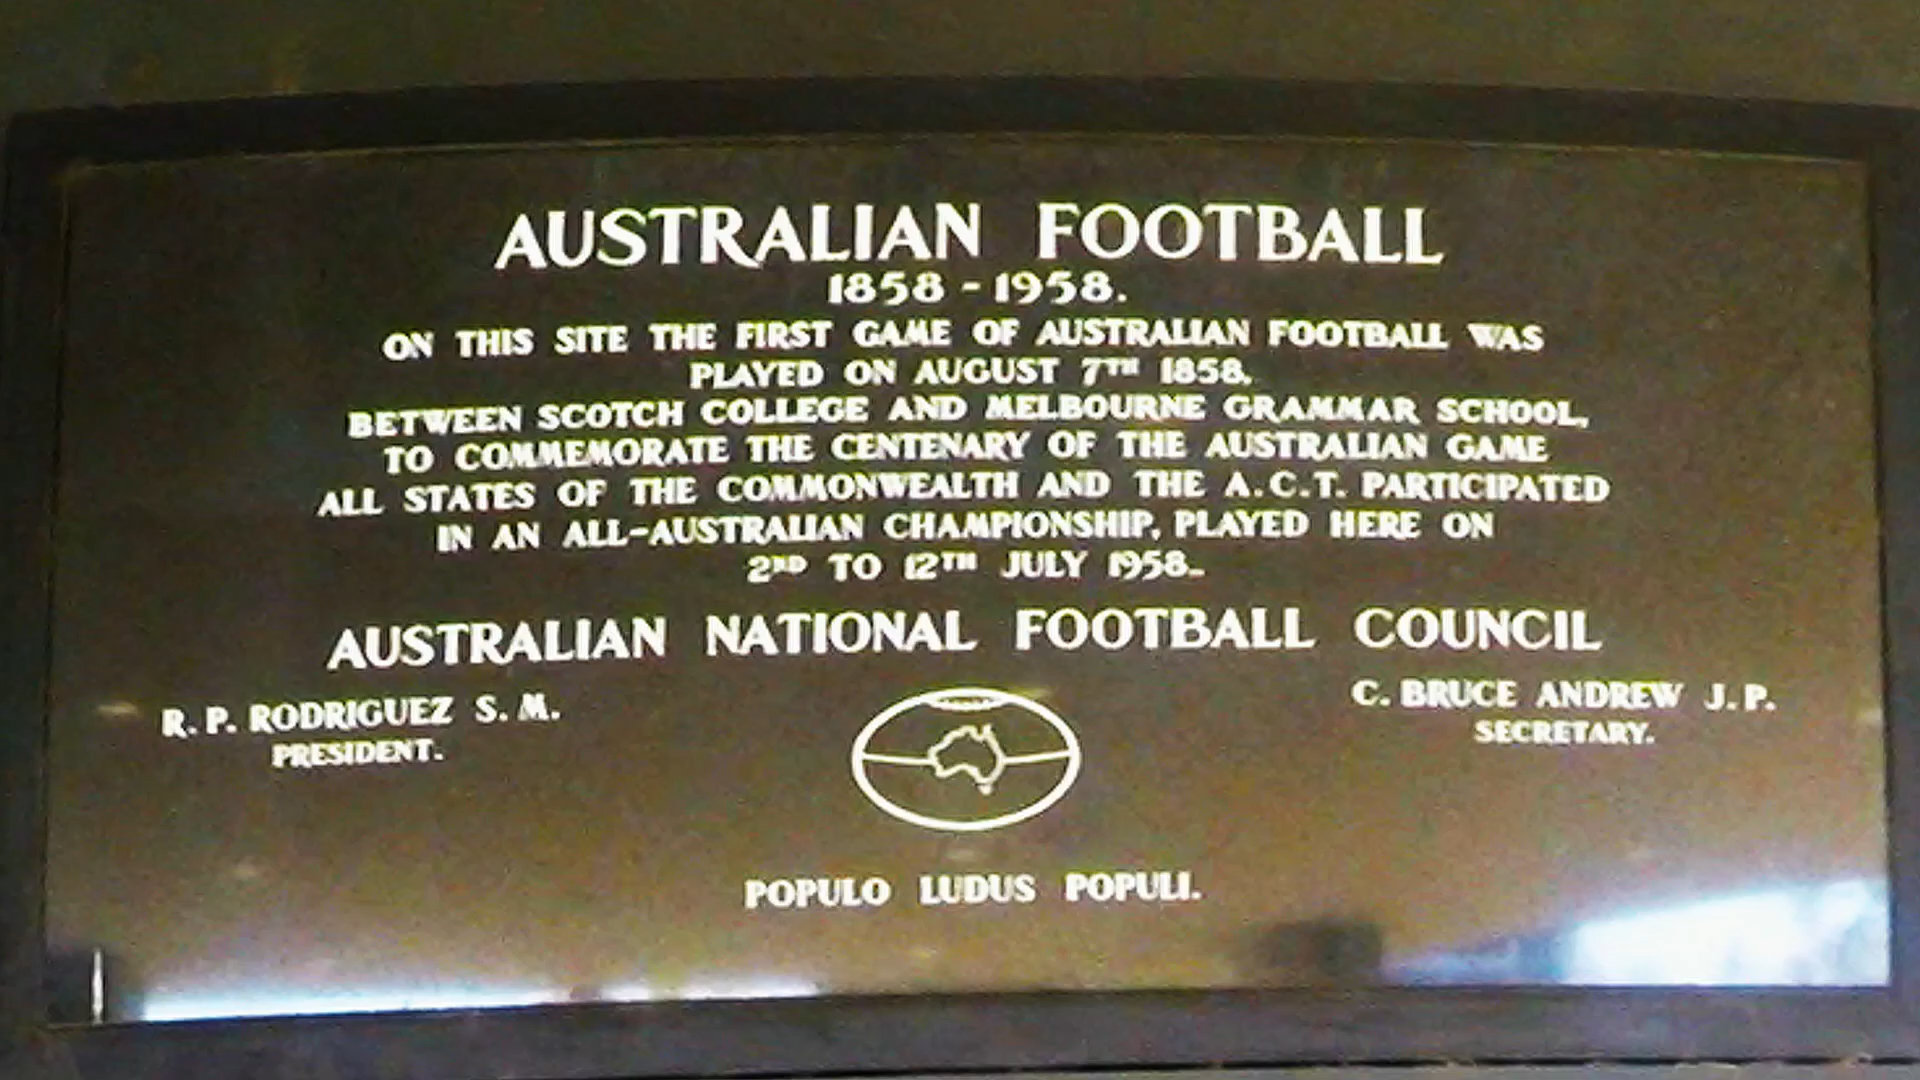 AUSTRALIAN FOOTBALL
1858 - 1958.
ON THIS SITE THE FIRST GAME OF AUSTRALIAN FOOTBALL WAS
PLAYED ON AUGUST 7TH 1858.
BETWEEN SCOTCH COLLEGE AND MELBOURNE GRAMMAR SCHOOL,
TO COMMEMORATE THE CENTENARY OF THE AUSTRALIAN GAME
ALL STATES OF THE COMMONWEALTH AND THE A.C.T. PARTICIPATED
IN AN ALL-AUSTRALIAN CHAMPIONSHIP, PLAYED HERE ON
2ND TO 12TH JULY 1958.
AUSTRALIAN NATIONAL FOOTBALL COUNCIL
R. P. RODRIGUEZ S. M.
PRESIDENT.
C. BRUCE ANDREW J. P.
SECRETARY.
POPULO LUDUS POPULI.